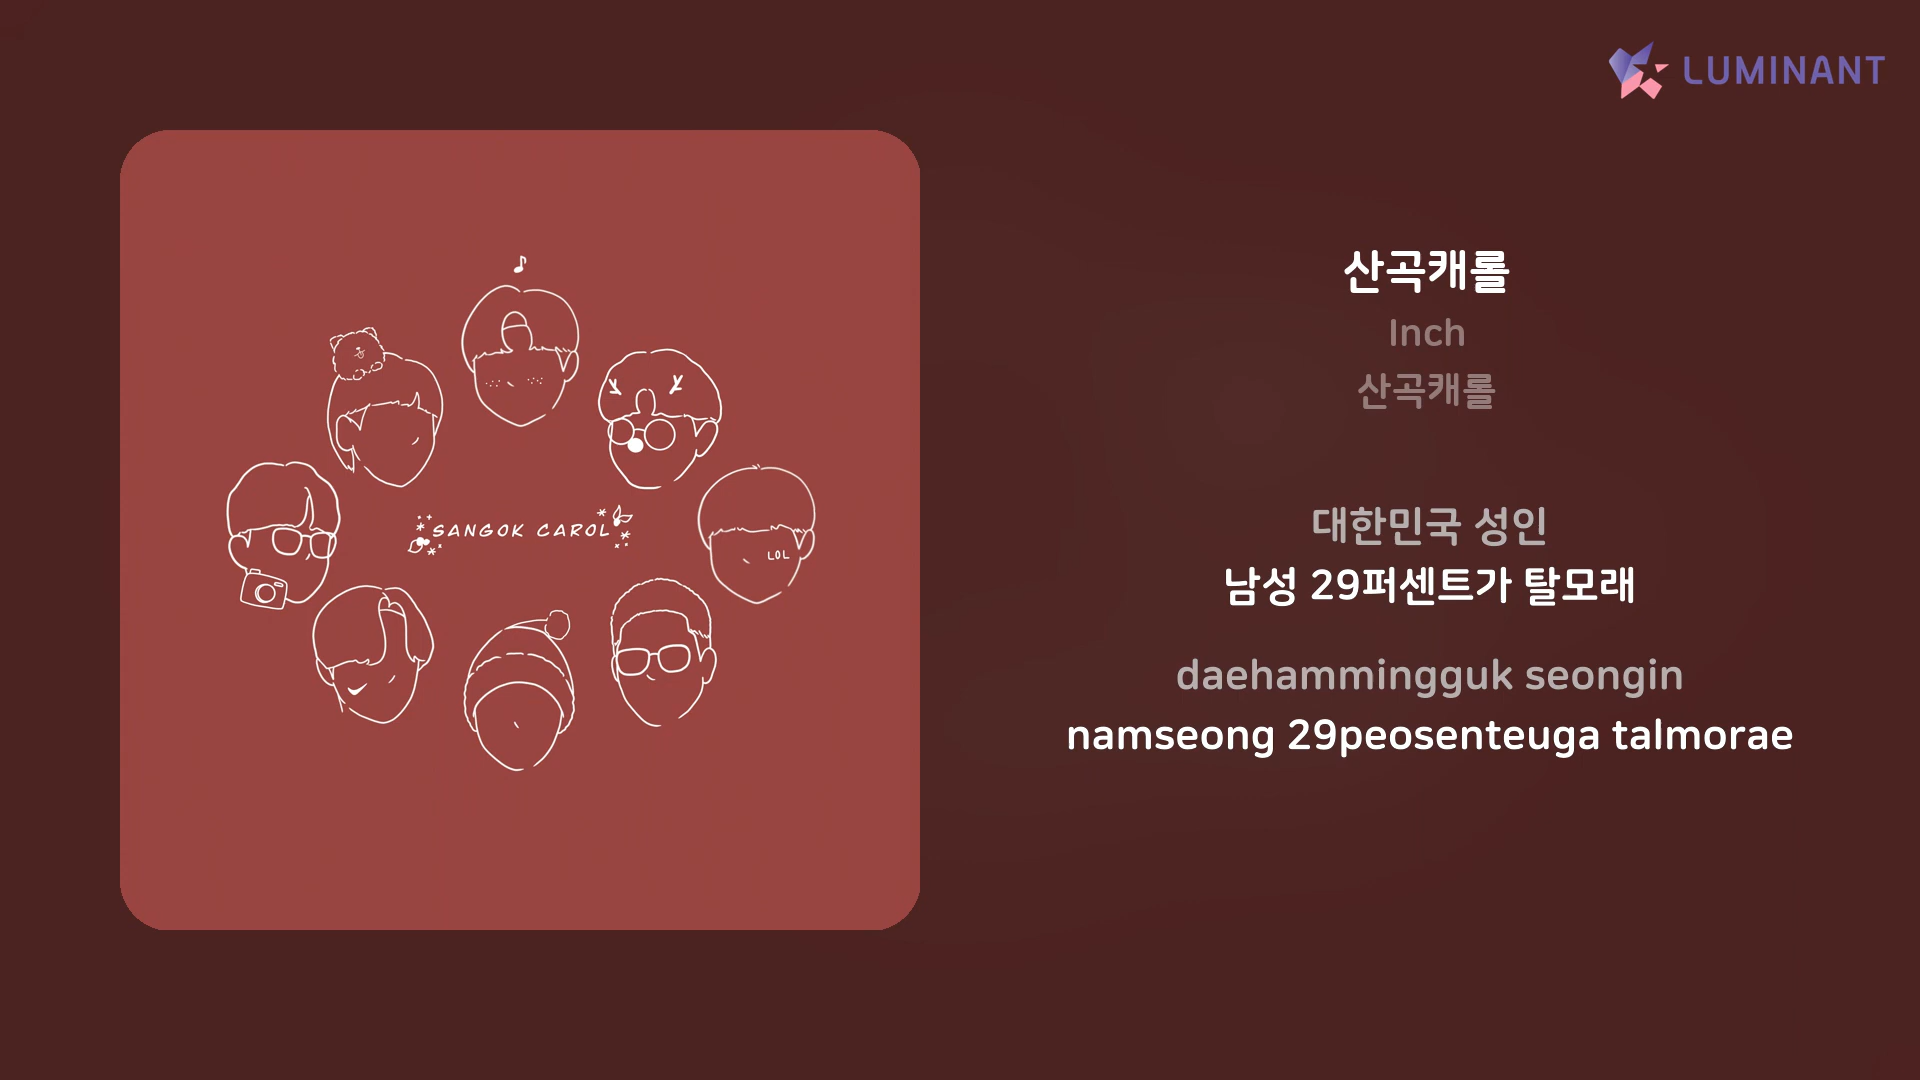 LUMINANT
SANGOK CAROL
LOL
산곡캐롤
Inch
산곡캐롤
대한민국 성인
남성 29퍼센트가 탈모래
daehammingguk seongin
namseong 29peosenteuga talmorae